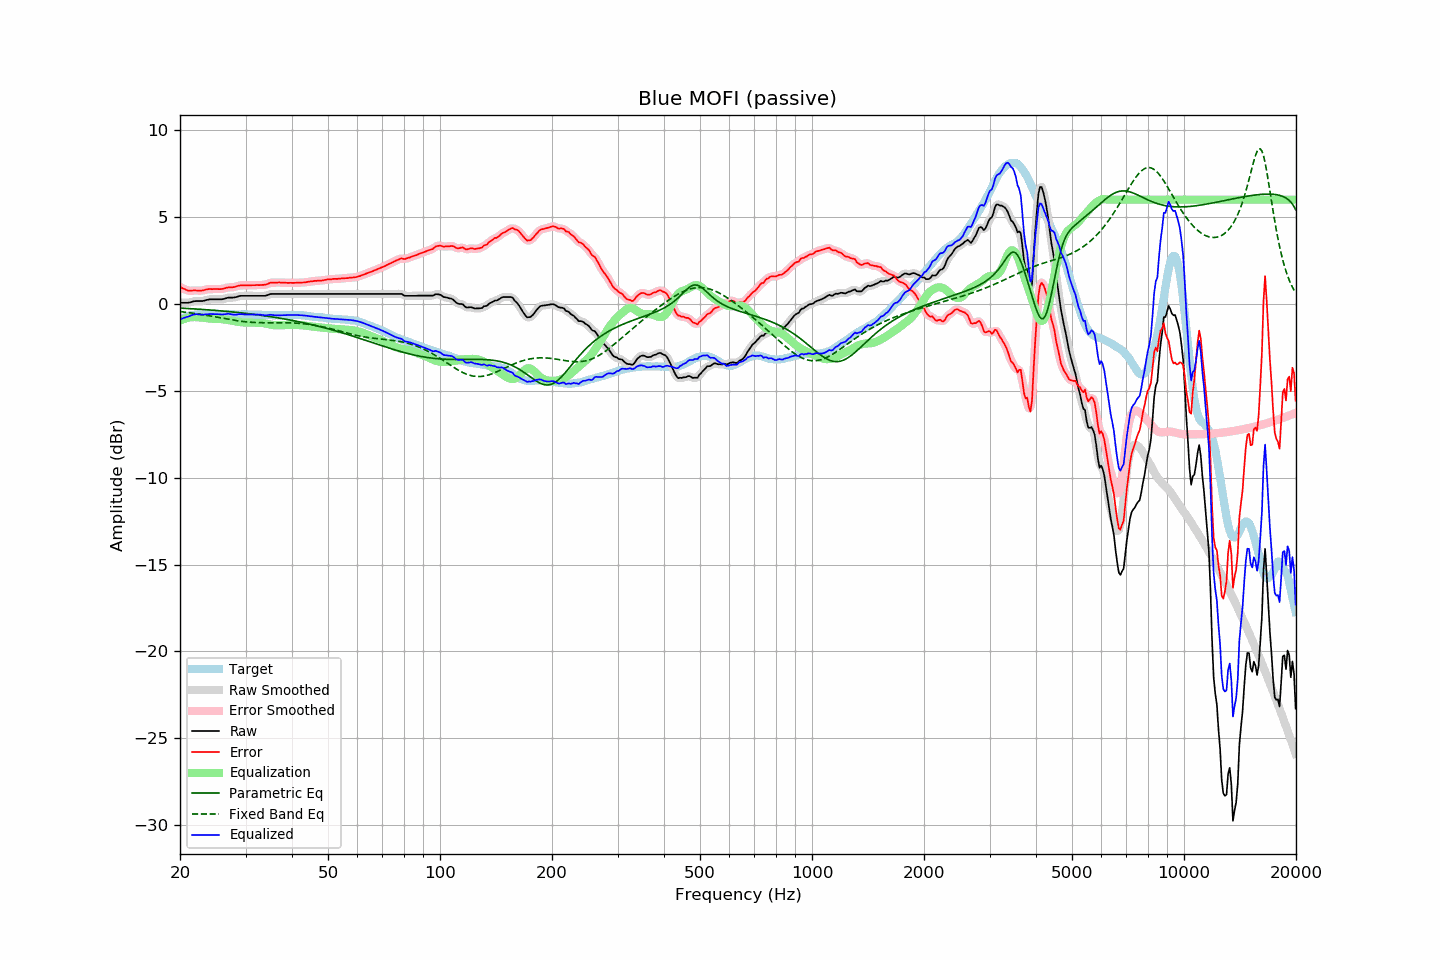 Blue MOFI (passive)
10
5
0
−5
−10
−15
−20
−25
−30
Amplitude (dBr)
Target
Raw Smoothed
Error Smoothed
Raw
Error
Equalization
Parametric Eq
Fixed Band Eq
Equalized
20 50 100 200 500 1000 2000 5000 10000 20000
Frequency (Hz)